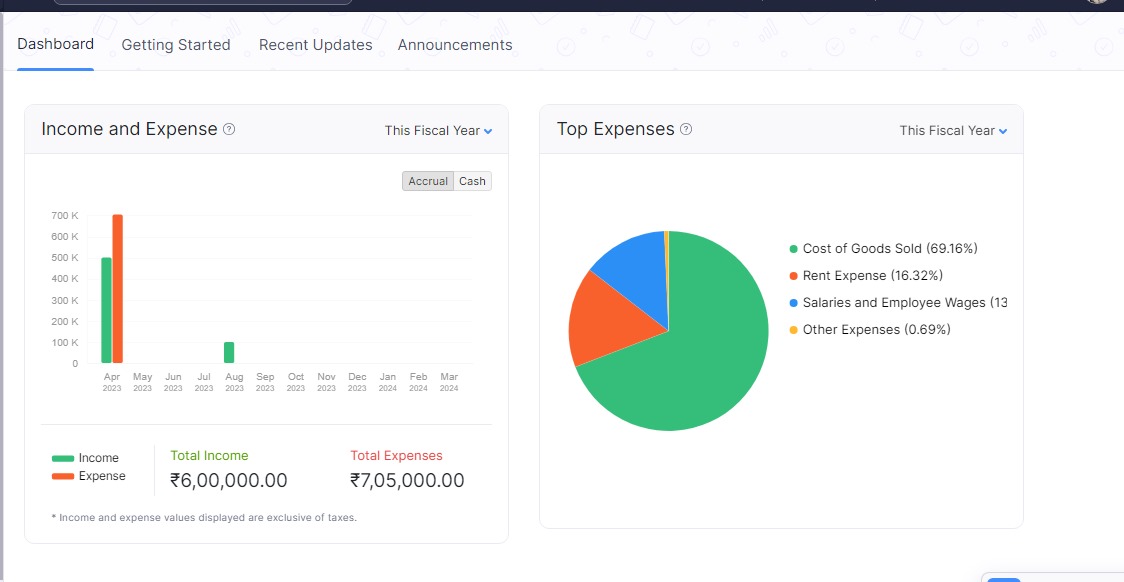 Dashboard Getting Started Recent Updates Announcements
Income and Expense
This Fiscal Year
Accrual Cash
700 K
600 K
500 K
400 K
300 K
200 K
100 K
0
Apr May Jun Jul Aug Sep Oct Nov Dec Jan Feb Mar
2023 2023 2023 2023 2023 2023 2023 2023 2023 2024 2024 2024
Income
Expense
Total Income
₹6,00,000.00
Total Expenses
₹7,05,000.00
* Income and expense values displayed are exclusive of taxes.
Top Expenses
This Fiscal Year
Cost of Goods Sold (69.16%)
Rent Expense (16.32%)
Salaries and Employee Wages (13
Other Expenses (0.69%)